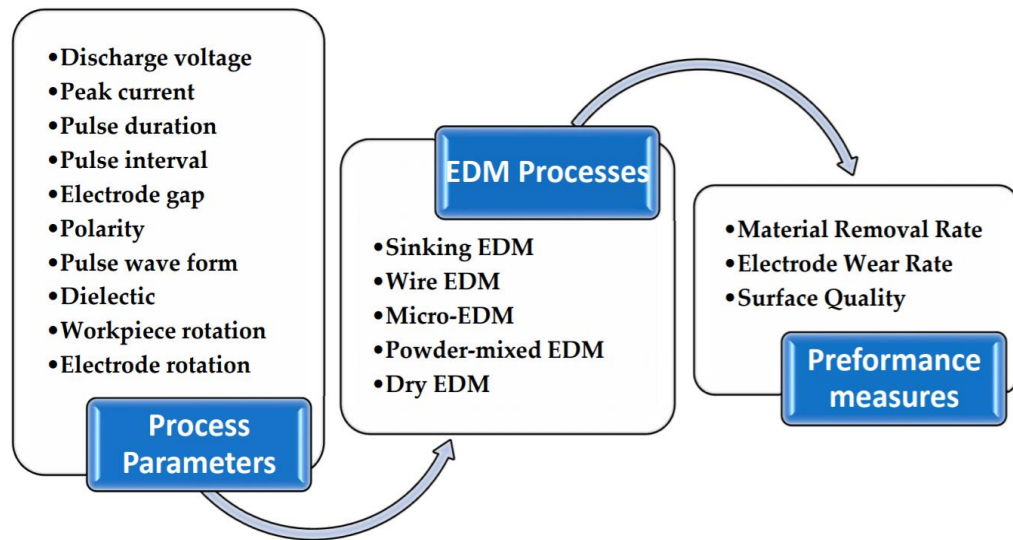 •Discharge voltage
•Peak current
•Pulse duration
•Pulse interval
•Electrode gap
•Polarity
•Pulse wave form
•Dielectic
•Workpiece rotation
•Electrode rotation
Process
Parameters
EDM Processes
•Sinking EDM
•Wire EDM
•Micro-EDM
•Powder-mixed EDM
•Dry EDM
•Material Removal Rate
•Electrode Wear Rate
•Surface Quality
Preformance
measures